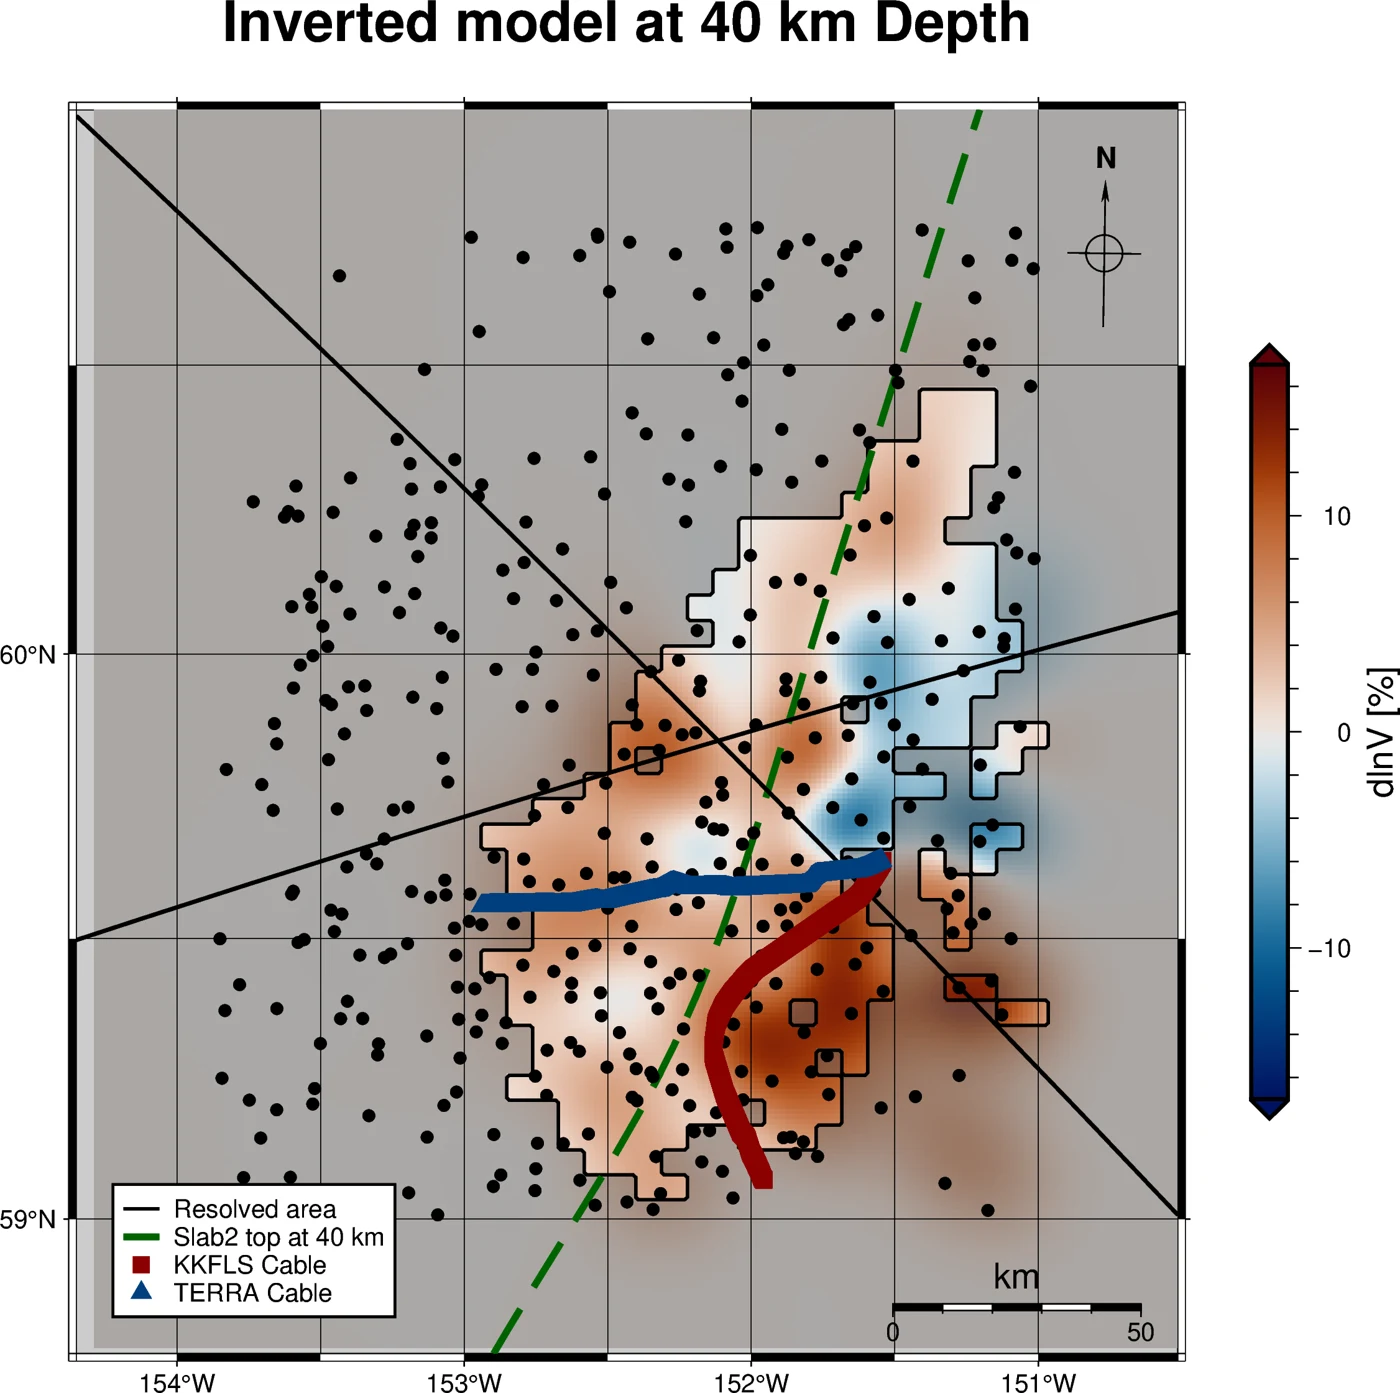 Inverted model at 40 km Depth
N
60°N
59°N
10
0
−10
dlnV [%]
Resolved area
Slab2 top at 40 km
KKFLS Cable
TERRA Cable
km
0 50
154°W 153°W 152°W 151°W